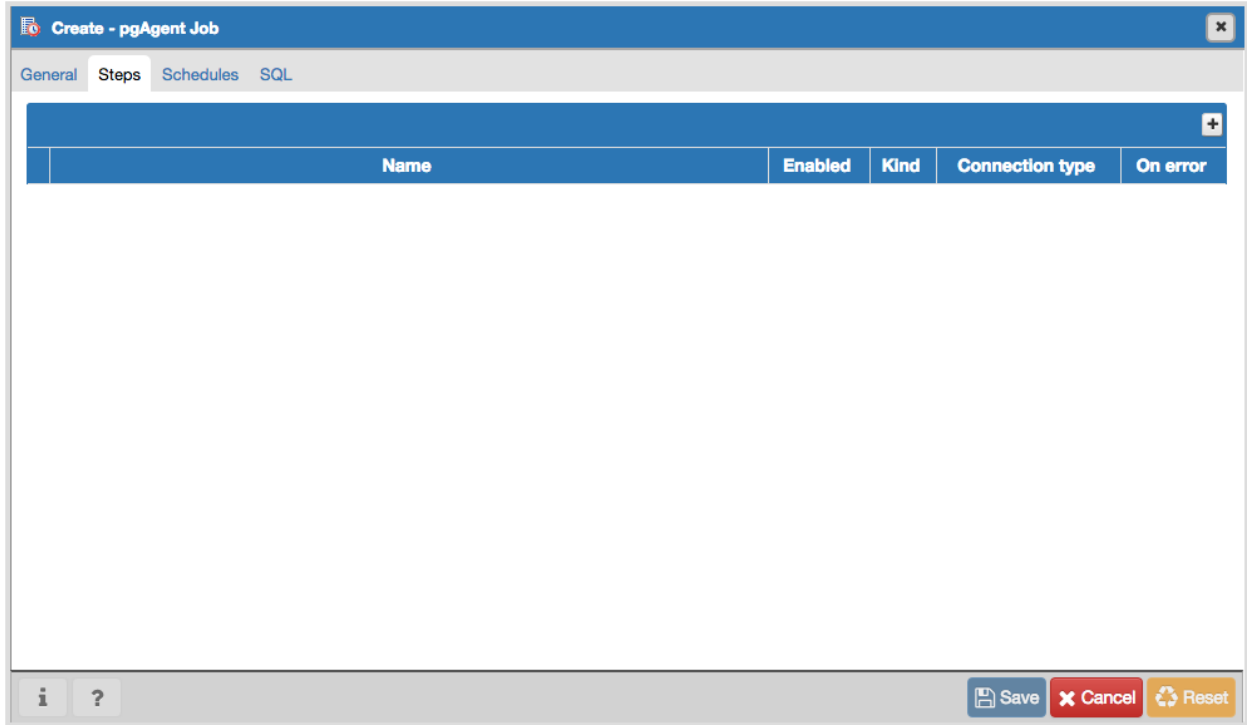 Create - pgAgent Job
General Steps Schedules SQL
Name Enabled Kind Connection type On error
i ? Save Cancel Reset